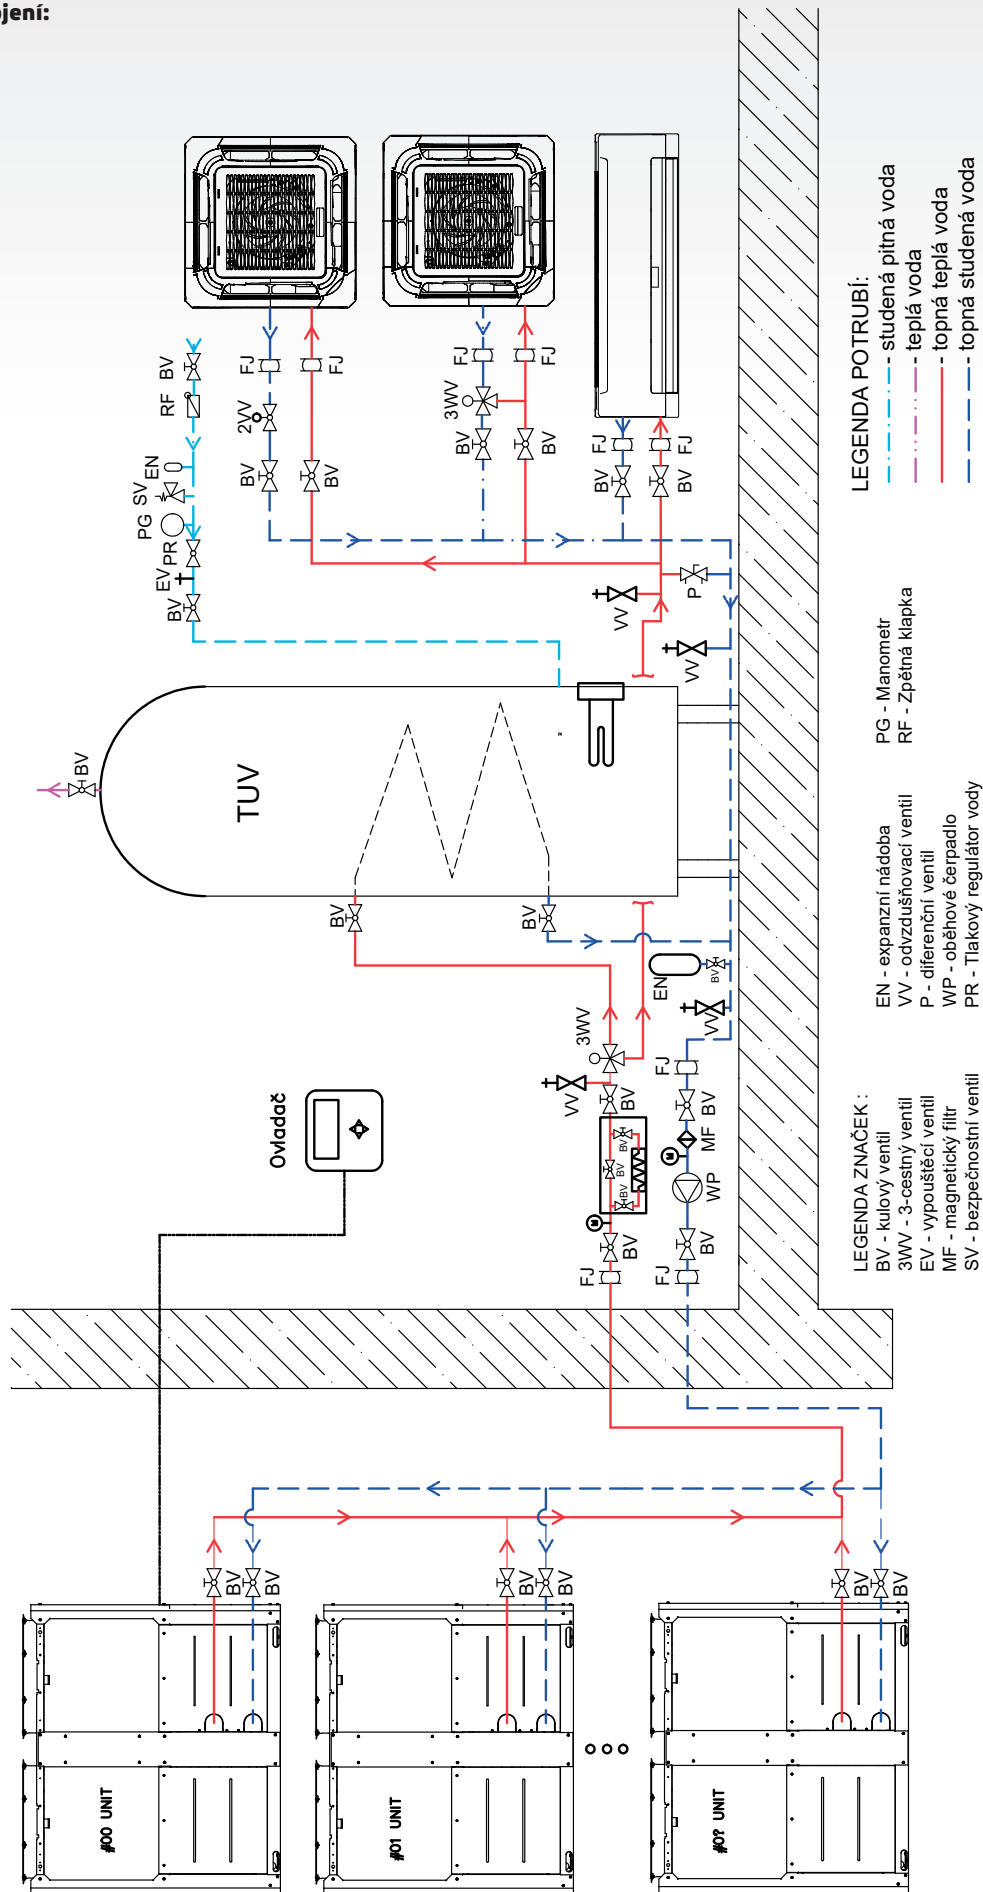 ojení:
BV
RF
EN
SV
PG
PR
EV
BV
FJ
2VV
BV
FJ
BV
FJ
3WV
BV
FJ
BV
FJ
BV
FJ
BV
VV
P
VV
BV
TUV
BV
BV
EN
BV
VV
3WV
VV
BV
BV
BV
BV
M
BV
FJ
FJ
BV
MF
M
WP
BV
FJ
Ovladač
BV
BV
BV
BV
BV
BV
#00 UNIT
#01 UNIT
#0? UNIT
LEGENDA POTRUBÍ:
studená pitná voda
teplá voda
topná teplá voda
topná studená voda
LEGENDA ZNAČEK :
BV - kulový ventil
3WV - 3-cestný ventil
EV - vypouštěcí ventil
MF - magnetický filtr
SV - bezpečnostní ventil
EN - expanzní nádoba
VV - odvzdušňovací ventil
P - diferenční ventil
WP - oběhové čerpadlo
PR - Tlakový regulátor vody
PG - Manometr
RF - Zpětná klapka